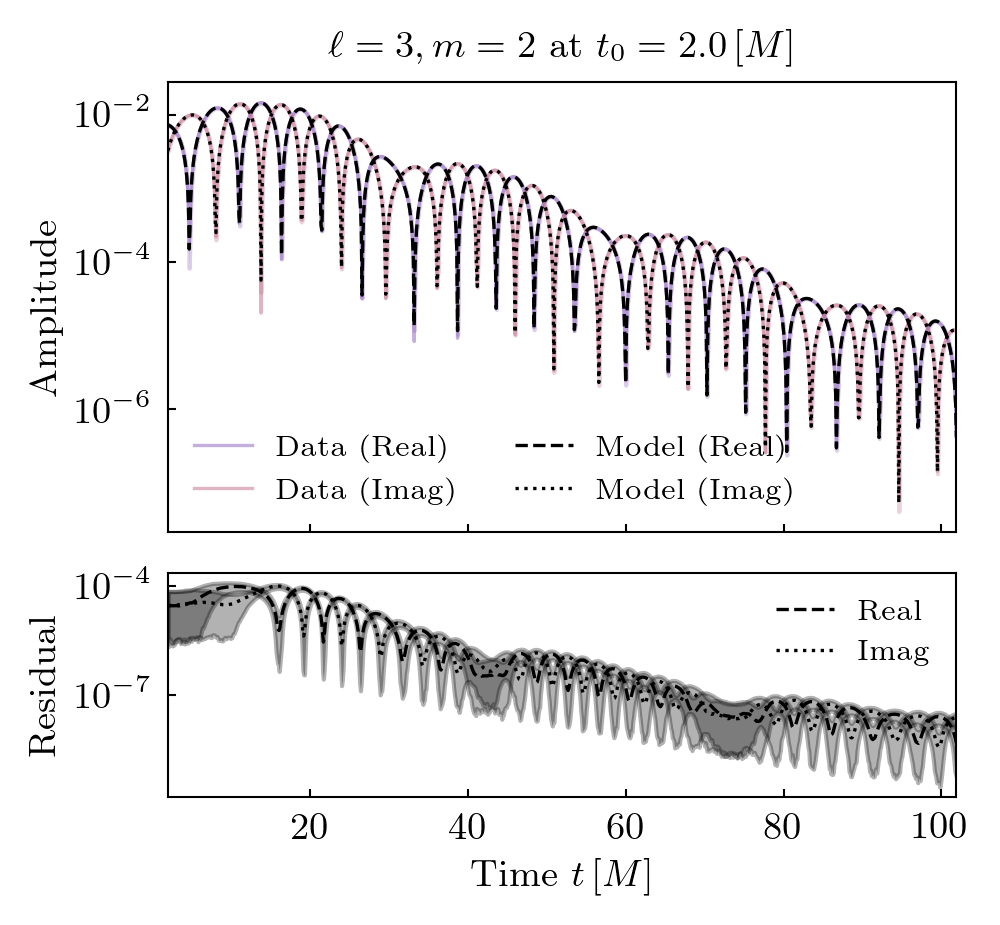 ℓ = 3, m = 2 at t₀ = 2.0 [M]
10⁻²
10⁻⁴
10⁻⁶
Amplitude
Data (Real)
Data (Imag)
Model (Real)
Model (Imag)
10⁻⁴
10⁻⁷
Residual
Real
Imag
20 40 60 80 100
Time t [M]